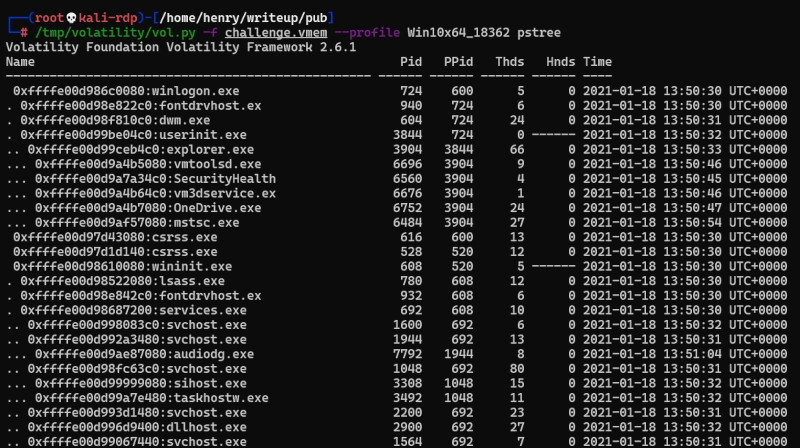 ┌──(root💀kali-rdp)-[/home/henry/writeup/pub]
└─# /tmp/volatility/vol.py -f challenge.vmem --profile Win10x64_18362 pstree
Volatility Foundation Volatility Framework 2.6.1
Name                                                  Pid   PPid   Thds   Hnds Time
-------------------------------------------------- ------ ------ ------ ------ ----
 0xffffe00d986c0080:winlogon.exe                      724    600      5      0 2021-01-18 13:50:30 UTC+0000
. 0xffffe00d98e822c0:fontdrvhost.ex                   940    724      6      0 2021-01-18 13:50:30 UTC+0000
. 0xffffe00d98f810c0:dwm.exe                          604    724     24      0 2021-01-18 13:50:31 UTC+0000
. 0xffffe00d99be04c0:userinit.exe                    3844    724      0 ------ 2021-01-18 13:50:32 UTC+0000
.. 0xffffe00d99ceb4c0:explorer.exe                   3904   3844     66      0 2021-01-18 13:50:33 UTC+0000
... 0xffffe00d9a4b5080:vmtoolsd.exe                  6696   3904      9      0 2021-01-18 13:50:46 UTC+0000
... 0xffffe00d9a7a34c0:SecurityHealth                6560   3904      4      0 2021-01-18 13:50:45 UTC+0000
... 0xffffe00d9a4b64c0:vm3dservice.ex                6676   3904      1      0 2021-01-18 13:50:46 UTC+0000
... 0xffffe00d9a4b7080:OneDrive.exe                  6752   3904     24      0 2021-01-18 13:50:47 UTC+0000
... 0xffffe00d9af57080:mstsc.exe                     6484   3904     27      0 2021-01-18 13:50:54 UTC+0000
 0xffffe00d97d43080:csrss.exe                         616    600     13      0 2021-01-18 13:50:30 UTC+0000
 0xffffe00d97d1d140:csrss.exe                         528    520     12      0 2021-01-18 13:50:30 UTC+0000
 0xffffe00d98610080:wininit.exe                       608    520      5 ------ 2021-01-18 13:50:30 UTC+0000
. 0xffffe00d98522080:lsass.exe                        780    608     12      0 2021-01-18 13:50:30 UTC+0000
. 0xffffe00d98e842c0:fontdrvhost.ex                   932    608      6      0 2021-01-18 13:50:30 UTC+0000
. 0xffffe00d98687200:services.exe                     692    608     10      0 2021-01-18 13:50:30 UTC+0000
.. 0xffffe00d998083c0:svchost.exe                    1600    692      6      0 2021-01-18 13:50:32 UTC+0000
.. 0xffffe00d992a3480:svchost.exe                    1944    692     13      0 2021-01-18 13:50:31 UTC+0000
... 0xffffe00d9ae87080:audiodg.exe                   7792   1944      8      0 2021-01-18 13:51:04 UTC+0000
.. 0xffffe00d98fc63c0:svchost.exe                    1048    692     80      0 2021-01-18 13:50:31 UTC+0000
... 0xffffe00d99999080:sihost.exe                    3308   1048     15      0 2021-01-18 13:50:32 UTC+0000
... 0xffffe00d99a7e480:taskhostw.exe                 3492   1048     11      0 2021-01-18 13:50:32 UTC+0000
.. 0xffffe00d993d1480:svchost.exe                    2200    692     23      0 2021-01-18 13:50:31 UTC+0000
.. 0xffffe00d996d9400:dllhost.exe                    2900    692     27      0 2021-01-18 13:50:32 UTC+0000
.. 0xffffe00d99067440:svchost.exe                    1564    692      7      0 2021-01-18 13:50:31 UTC+0000